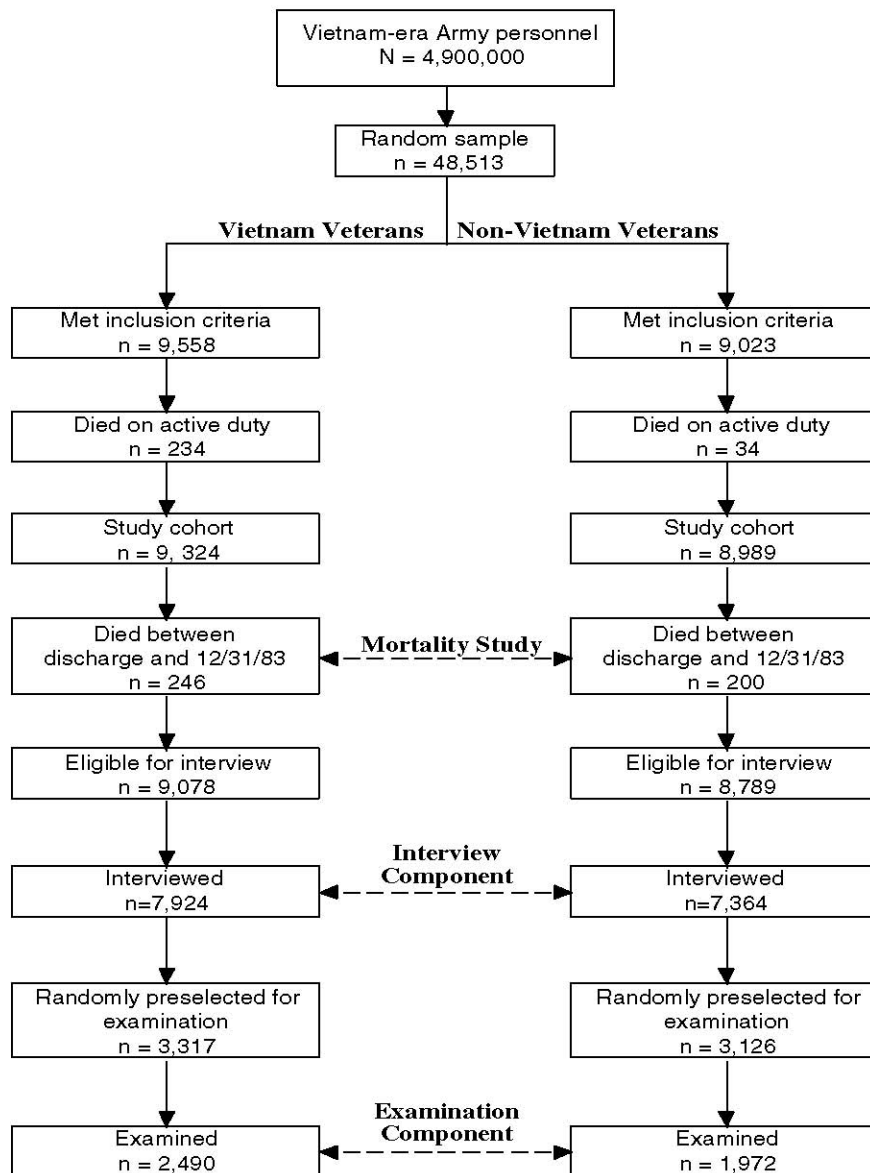 Vietnam-era Army personnel
N = 4,900,000
Random sample
n = 48,513
Vietnam Veterans
Non-Vietnam Veterans
Met inclusion criteria
n = 9,558
Met inclusion criteria
n = 9,023
Died on active duty
n = 234
Died on active duty
n = 34
Study cohort
n = 9, 324
Study cohort
n = 8,989
Died between
discharge and 12/31/83
n = 246
Mortality Study
Died between
discharge and 12/31/83
n = 200
Eligible for interview
n = 9,078
Eligible for interview
n = 8,789
Interviewed
n=7,924
Interview
Component
Interviewed
n=7,364
Randomly preselected for
examination
n = 3,317
Randomly preselected for
examination
n = 3,126
Examined
n = 2,490
Examination
Component
Examined
n = 1,972